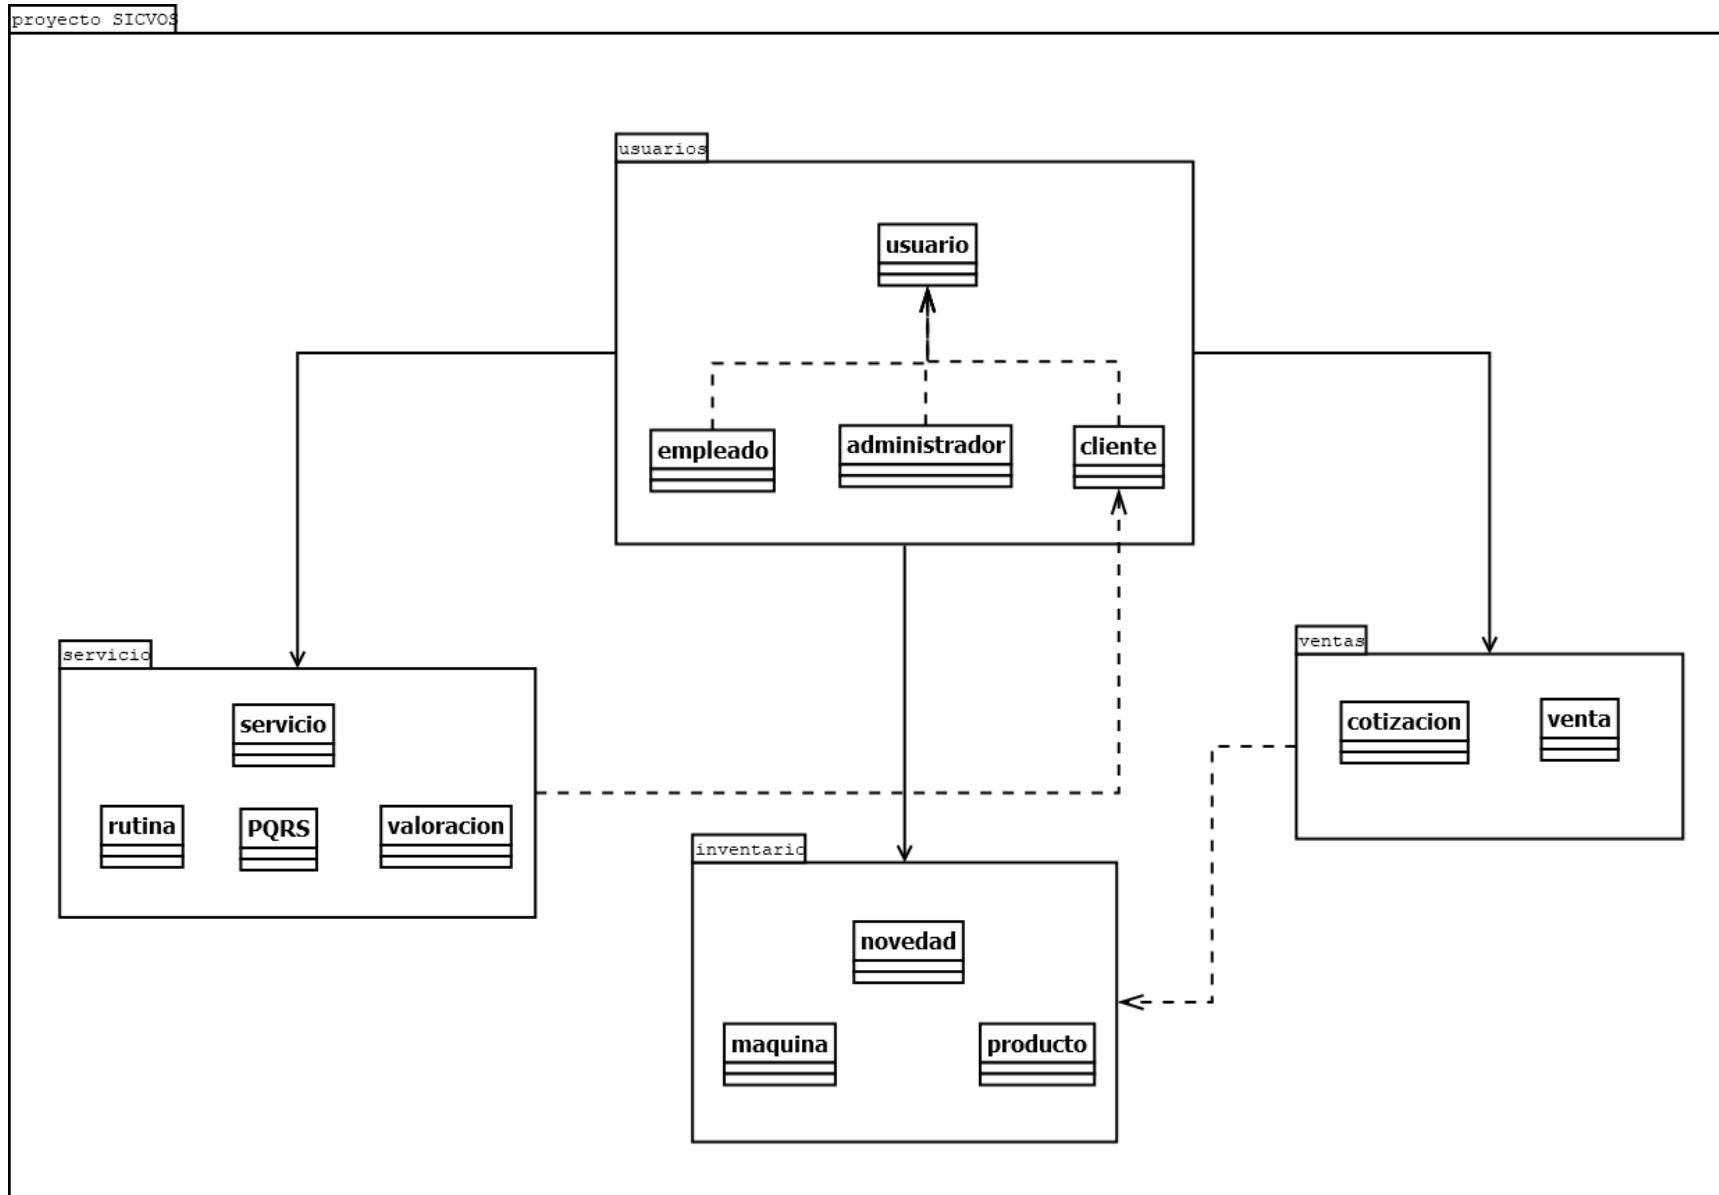 proyecto SICVOS
usuarios
usuario
empleado
administrador
cliente
servicio
servicio
rutina
PQRS
valoracion
ventas
cotizacion
venta
inventario
novedad
maquina
producto